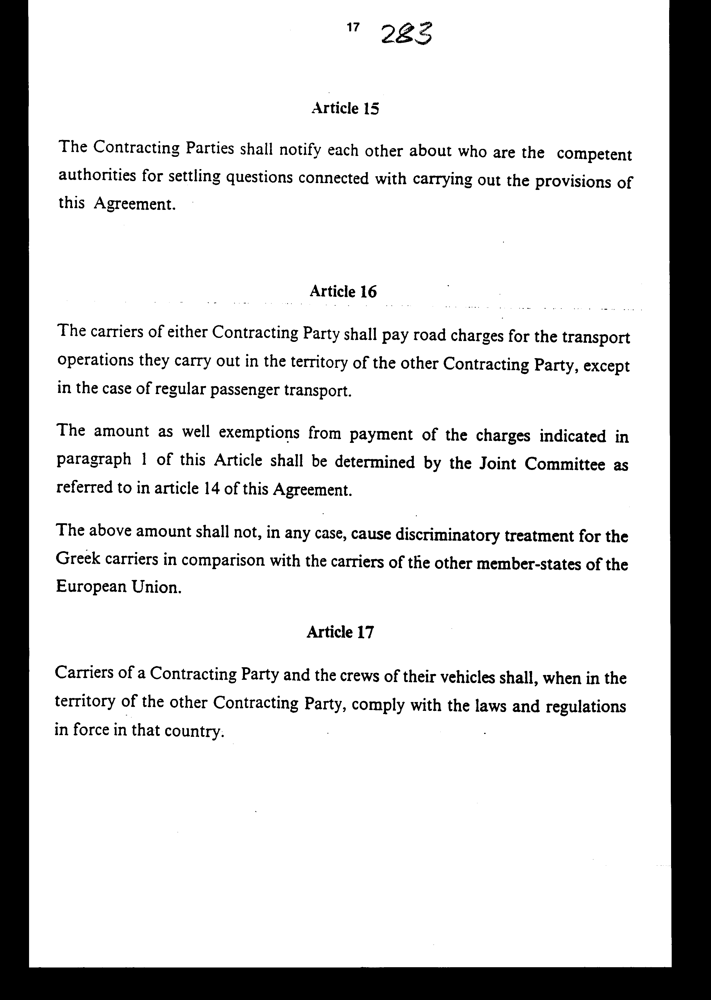 17 283
Article 15
The Contracting Parties shall notify each other about who are the competent
authorities for settling questions connected with carrying out the provisions of
this Agreement.
Article 16
The carriers of either Contracting Party shall pay road charges for the transport
operations they carry out in the territory of the other Contracting Party, except
in the case of regular passenger transport.
The amount as well exemptions from payment of the charges indicated in
paragraph 1 of this Article shall be determined by the Joint Committee as
referred to in article 14 of this Agreement.
The above amount shall not, in any case, cause discriminatory treatment for the
Greek carriers in comparison with the carriers of the other member-states of the
European Union.
Article 17
Carriers of a Contracting Party and the crews of their vehicles shall, when in the
territory of the other Contracting Party, comply with the laws and regulations
in force in that country.